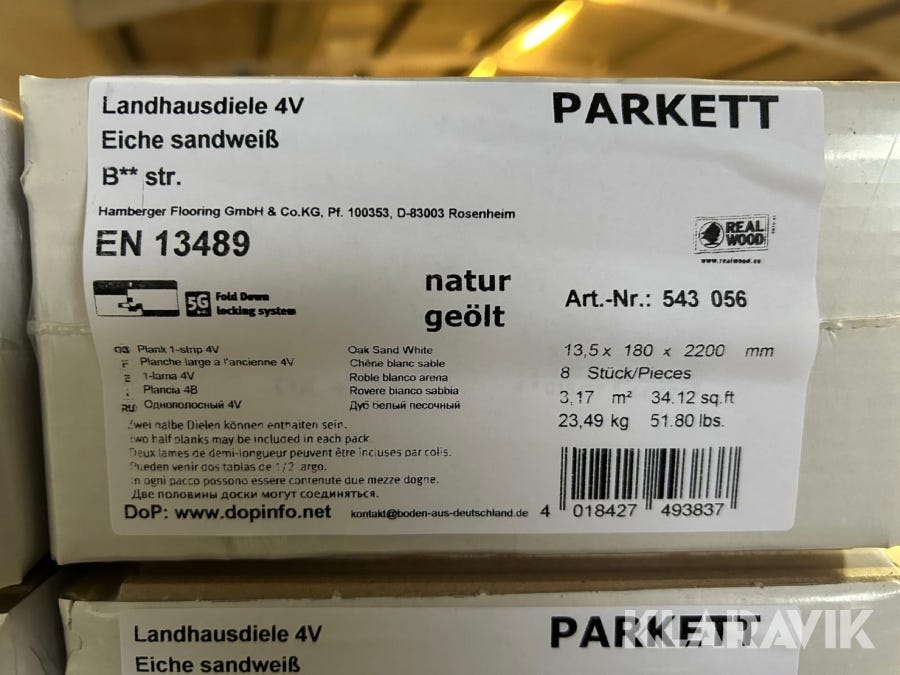 Landhausdiele 4V
PARKETT
Eiche sandweiß
B** str.
Hamberger Flooring GmbH & Co.KG, Pf. 100353, D-83003 Rosenheim
EN 13489
REAL
WOOD
www.realwood.eu
5G
Fold Down
locking system
natur
geölt
Art.-Nr.: 543 056
GB Plank 1-strip 4V Oak Sand White
F Planche large a l'ancienne 4V Chêne blanc sable
E 1-lama 4V Roble blanco arena
I Plancia 4B Rovere bianco sabbia
RU Однополосный 4V Дуб белый песочный
13,5 x 180 x 2200 mm
8 Stück/Pieces
3,17 m² 34.12 sq.ft
23,49 kg 51.80 lbs.
Zwei halbe Dielen können enthalten sein.
Two half planks may be included in each pack
Deux lames de demi-longueur peuvent être incluses par colis.
Pueden venir dos tablas de 1/2 largo.
In ogni pacco possono essere contenute due mezze doghe.
Две половины доски могут соединяться.
DoP: www.dopinfo.net
kontakt@boden-aus-deutschland.de
4 018427 493837
Landhausdiele 4V
PARKETT
Eiche sandweiß
KLARAVIK